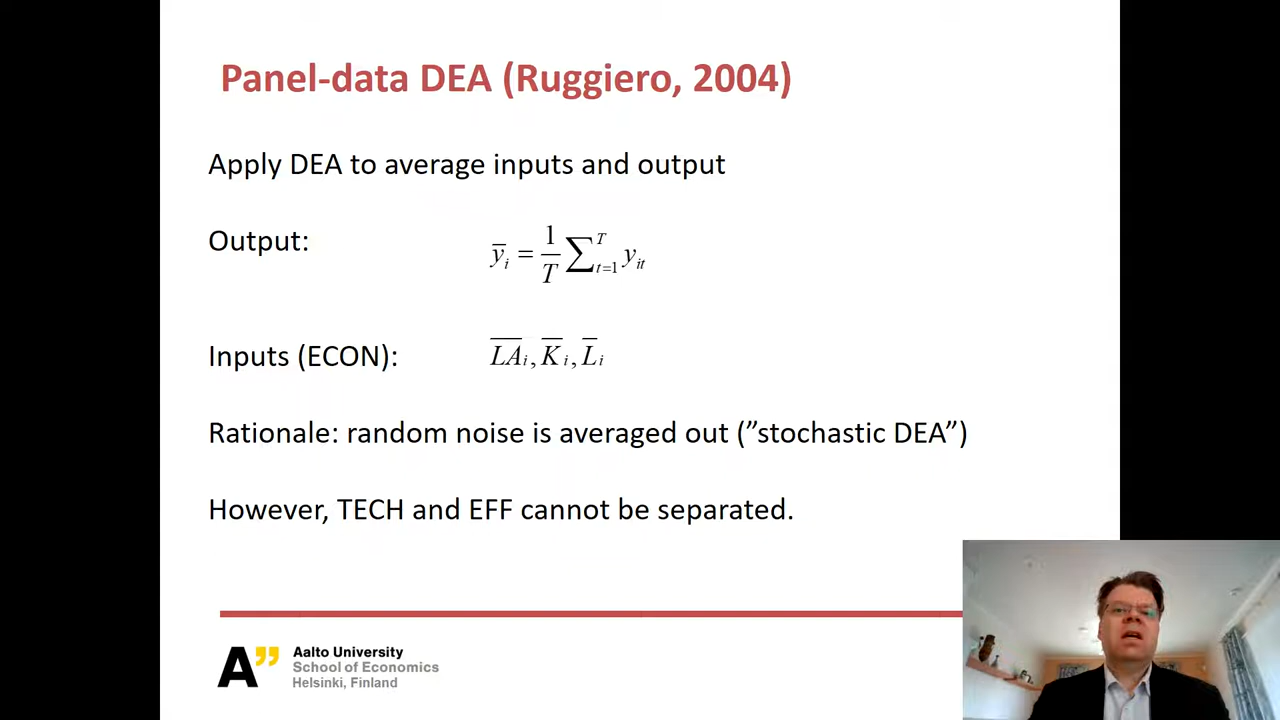 Panel-data DEA (Ruggiero, 2004)
Apply DEA to average inputs and output
Output: ȳᵢ = 1/T ∑ᵀₜ₌₁ yᵢₜ
Inputs (ECON): L̅A̅ᵢ, K̅ᵢ, L̅ᵢ
Rationale: random noise is averaged out (”stochastic DEA”)
However, TECH and EFF cannot be separated.
A”
Aalto University
School of Economics
Helsinki, Finland